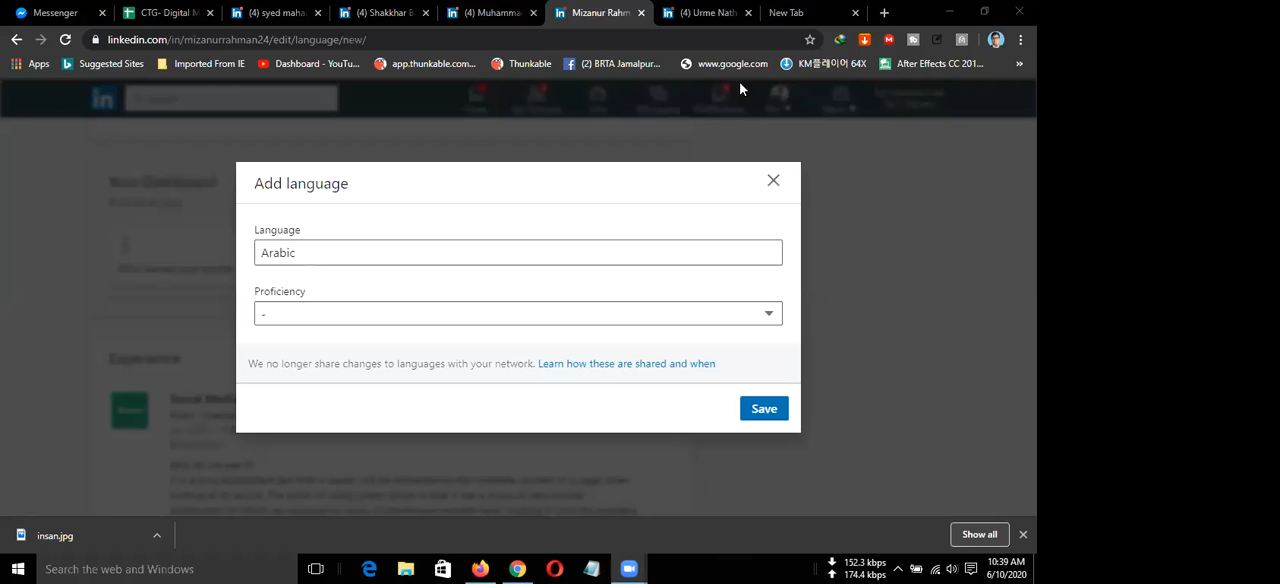 Messenger
CTG- Digital M
(4) syed maha
(4) Shakkhar B
(4) Muhamma
Mizanur Rahm
(4) Urme Nath
New Tab
linkedin.com/in/mizanurrahman24/edit/language/new/
Apps
Suggested Sites
Imported From IE
Dashboard - YouTu...
app.thunkable.com...
Thunkable
(2) BRTA Jamalpur...
www.google.com
KM플레이어 64X
After Effects CC 201...
»
Add language
Language
Arabic
Proficiency
-
We no longer share changes to languages with your network. Learn how these are shared and when
Save
Experience
insan.jpg
Show all
Search the web and Windows
152.3 kbps
174.4 kbps
10:39 AM
6/10/2020